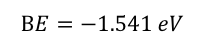 BE = −1.541 eV